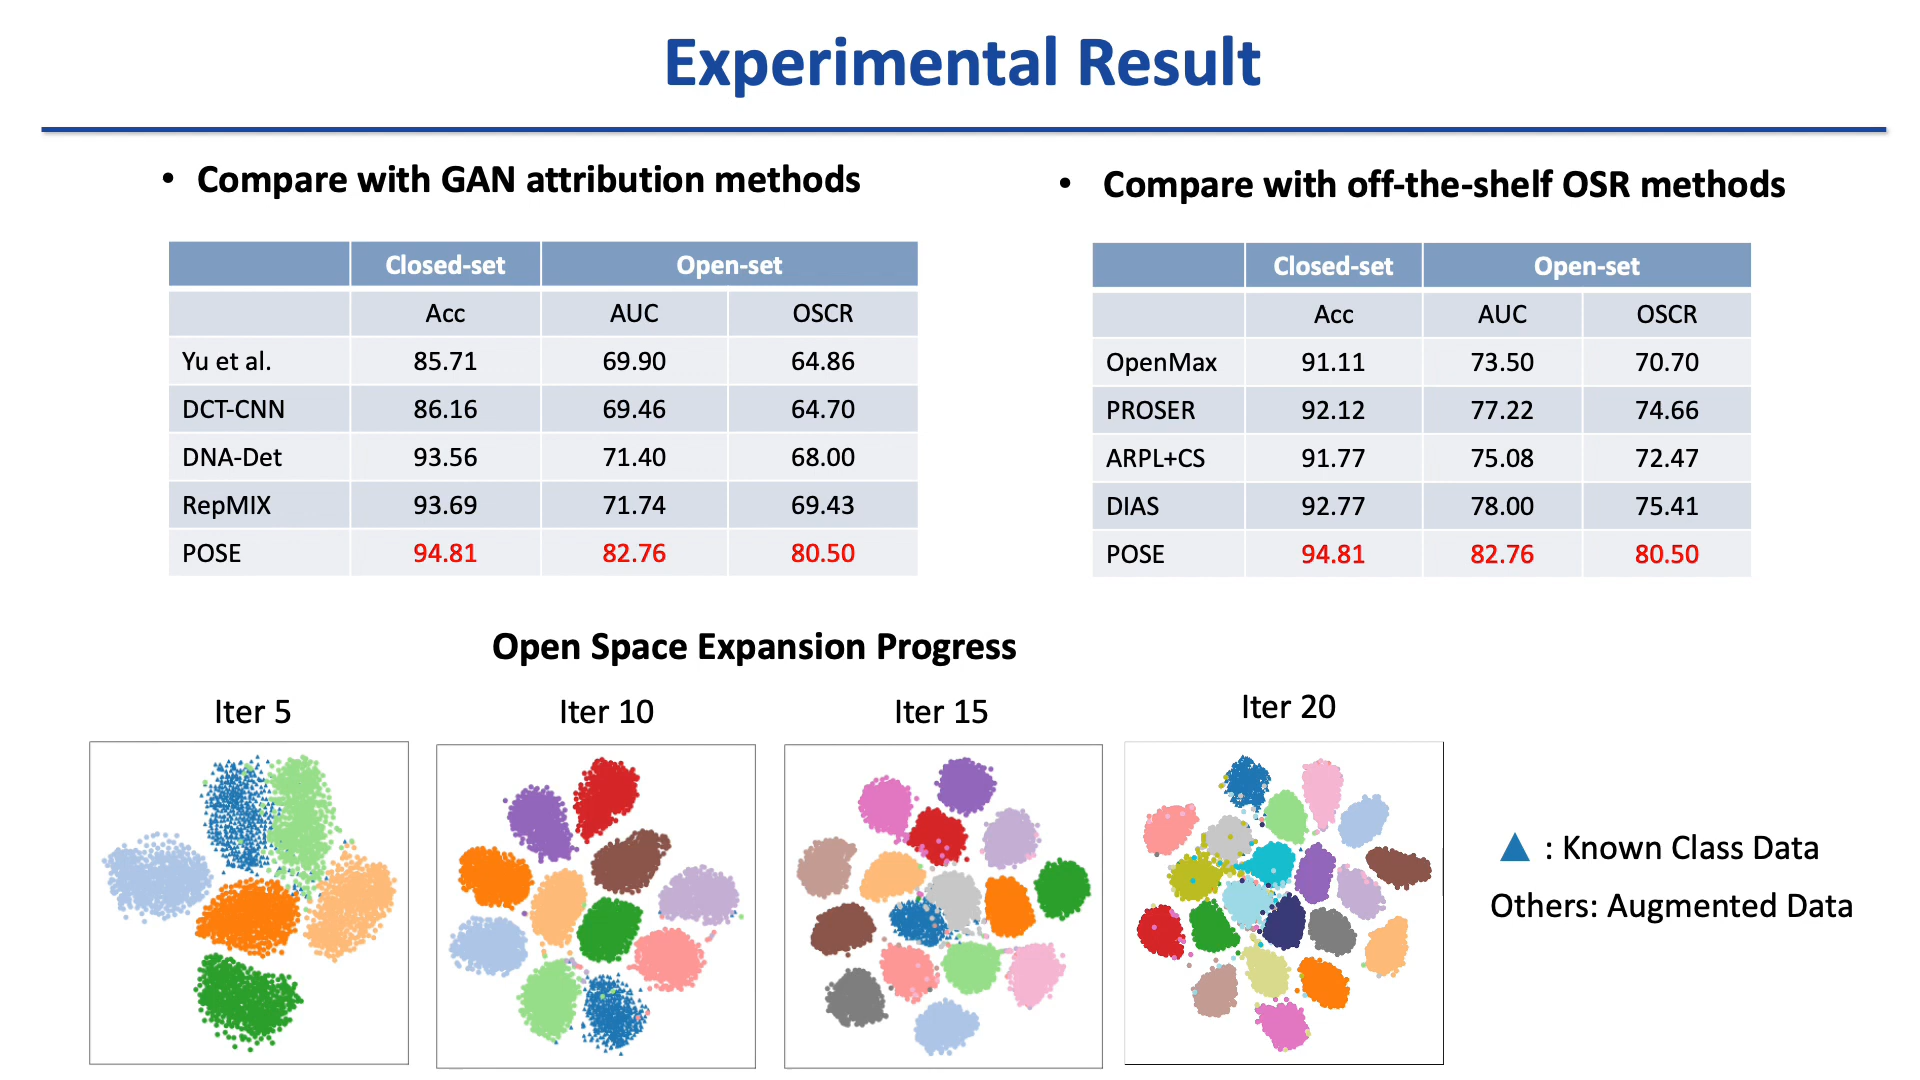 Experimental Result
• Compare with GAN attribution methods
Closed-set Open-set
Acc AUC OSCR
Yu et al. 85.71 69.90 64.86
DCT-CNN 86.16 69.46 64.70
DNA-Det 93.56 71.40 68.00
RepMIX 93.69 71.74 69.43
POSE 94.81 82.76 80.50
• Compare with off-the-shelf OSR methods
Closed-set Open-set
Acc AUC OSCR
OpenMax 91.11 73.50 70.70
PROSER 92.12 77.22 74.66
ARPL+CS 91.77 75.08 72.47
DIAS 92.77 78.00 75.41
POSE 94.81 82.76 80.50
Open Space Expansion Progress
Iter 5 Iter 10 Iter 15 Iter 20
: Known Class Data
Others: Augmented Data